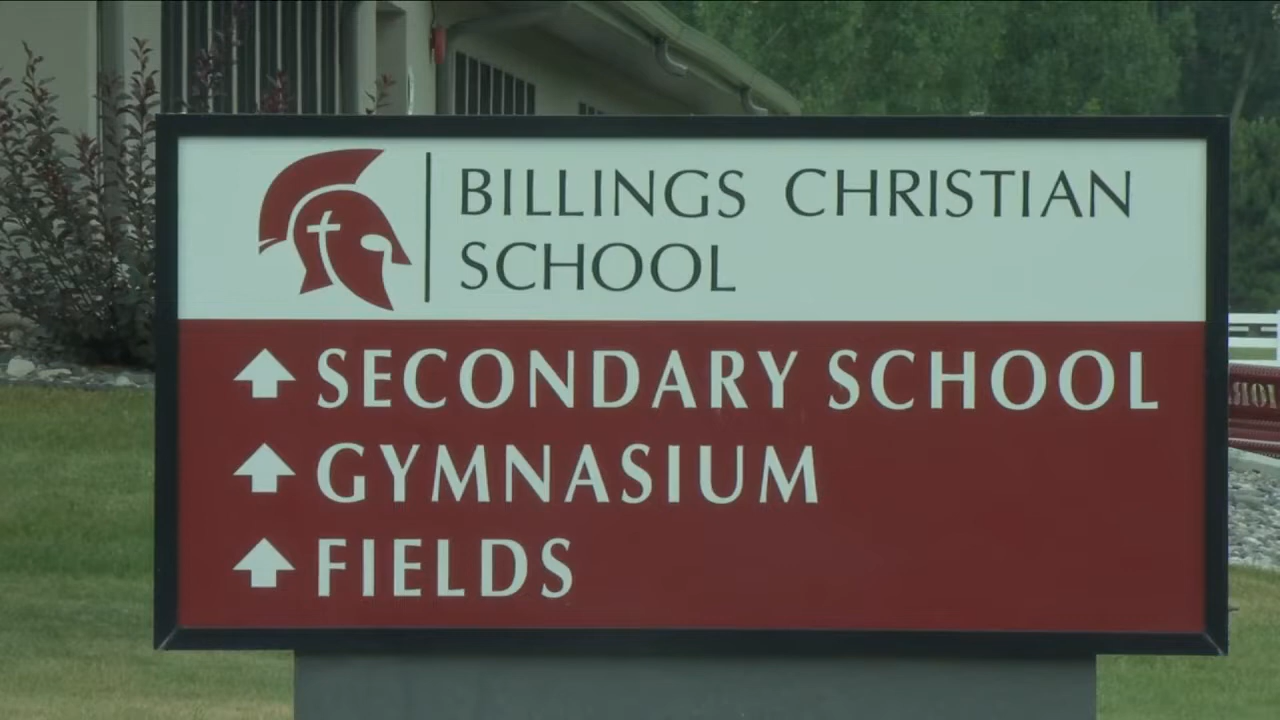 BILLINGS CHRISTIAN
SCHOOL
SECONDARY SCHOOL
GYMNASIUM
FIELDS